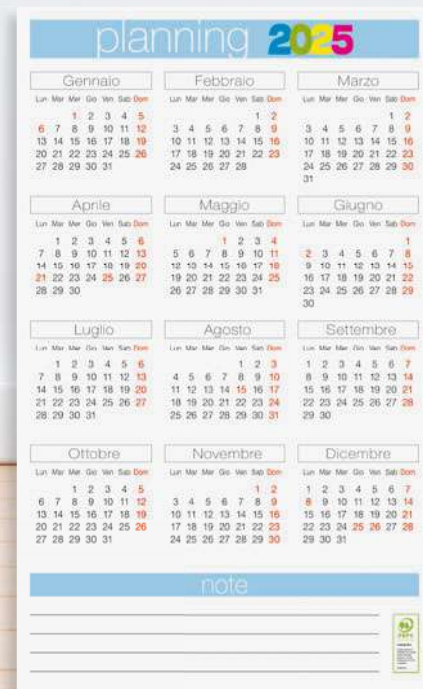 planning 2025
Gennaio
Lun Mar Mer Gio Ven Sab Dom
1 2 3 4 5
6 7 8 9 10 11 12
13 14 15 16 17 18 19
20 21 22 23 24 25 26
27 28 29 30 31
Febbraio
Lun Mar Mer Gio Ven Sab Dom
1 2
3 4 5 6 7 8 9
10 11 12 13 14 15 16
17 18 19 20 21 22 23
24 25 26 27 28
Marzo
Lun Mar Mer Gio Ven Sab Dom
1 2
3 4 5 6 7 8 9
10 11 12 13 14 15 16
17 18 19 20 21 22 23
24 25 26 27 28 29 30
31
Aprile
Lun Mar Mer Gio Ven Sab Dom
1 2 3 4 5 6
7 8 9 10 11 12 13
14 15 16 17 18 19 20
21 22 23 24 25 26 27
28 29 30
Maggio
Lun Mar Mer Gio Ven Sab Dom
1 2 3 4
5 6 7 8 9 10 11
12 13 14 15 16 17 18
19 20 21 22 23 24 25
26 27 28 29 30 31
Giugno
Lun Mar Mer Gio Ven Sab Dom
1
2 3 4 5 6 7 8
9 10 11 12 13 14 15
16 17 18 19 20 21 22
23 24 25 26 27 28 29
30
Luglio
Lun Mar Mer Gio Ven Sab Dom
1 2 3 4 5 6
7 8 9 10 11 12 13
14 15 16 17 18 19 20
21 22 23 24 25 26 27
28 29 30 31
Agosto
Lun Mar Mer Gio Ven Sab Dom
1 2 3
4 5 6 7 8 9 10
11 12 13 14 15 16 17
18 19 20 21 22 23 24
25 26 27 28 29 30 31
Settembre
Lun Mar Mer Gio Ven Sab Dom
1 2 3 4 5 6 7
8 9 10 11 12 13 14
15 16 17 18 19 20 21
22 23 24 25 26 27 28
29 30
Ottobre
Lun Mar Mer Gio Ven Sab Dom
1 2 3 4 5
6 7 8 9 10 11 12
13 14 15 16 17 18 19
20 21 22 23 24 25 26
27 28 29 30 31
Novembre
Lun Mar Mer Gio Ven Sab Dom
1 2
3 4 5 6 7 8 9
10 11 12 13 14 15 16
17 18 19 20 21 22 23
24 25 26 27 28 29 30
Dicembre
Lun Mar Mer Gio Ven Sab Dom
1 2 3 4 5 6 7
8 9 10 11 12 13 14
15 16 17 18 19 20 21
22 23 24 25 26 27 28
29 30 31
note
PEFC